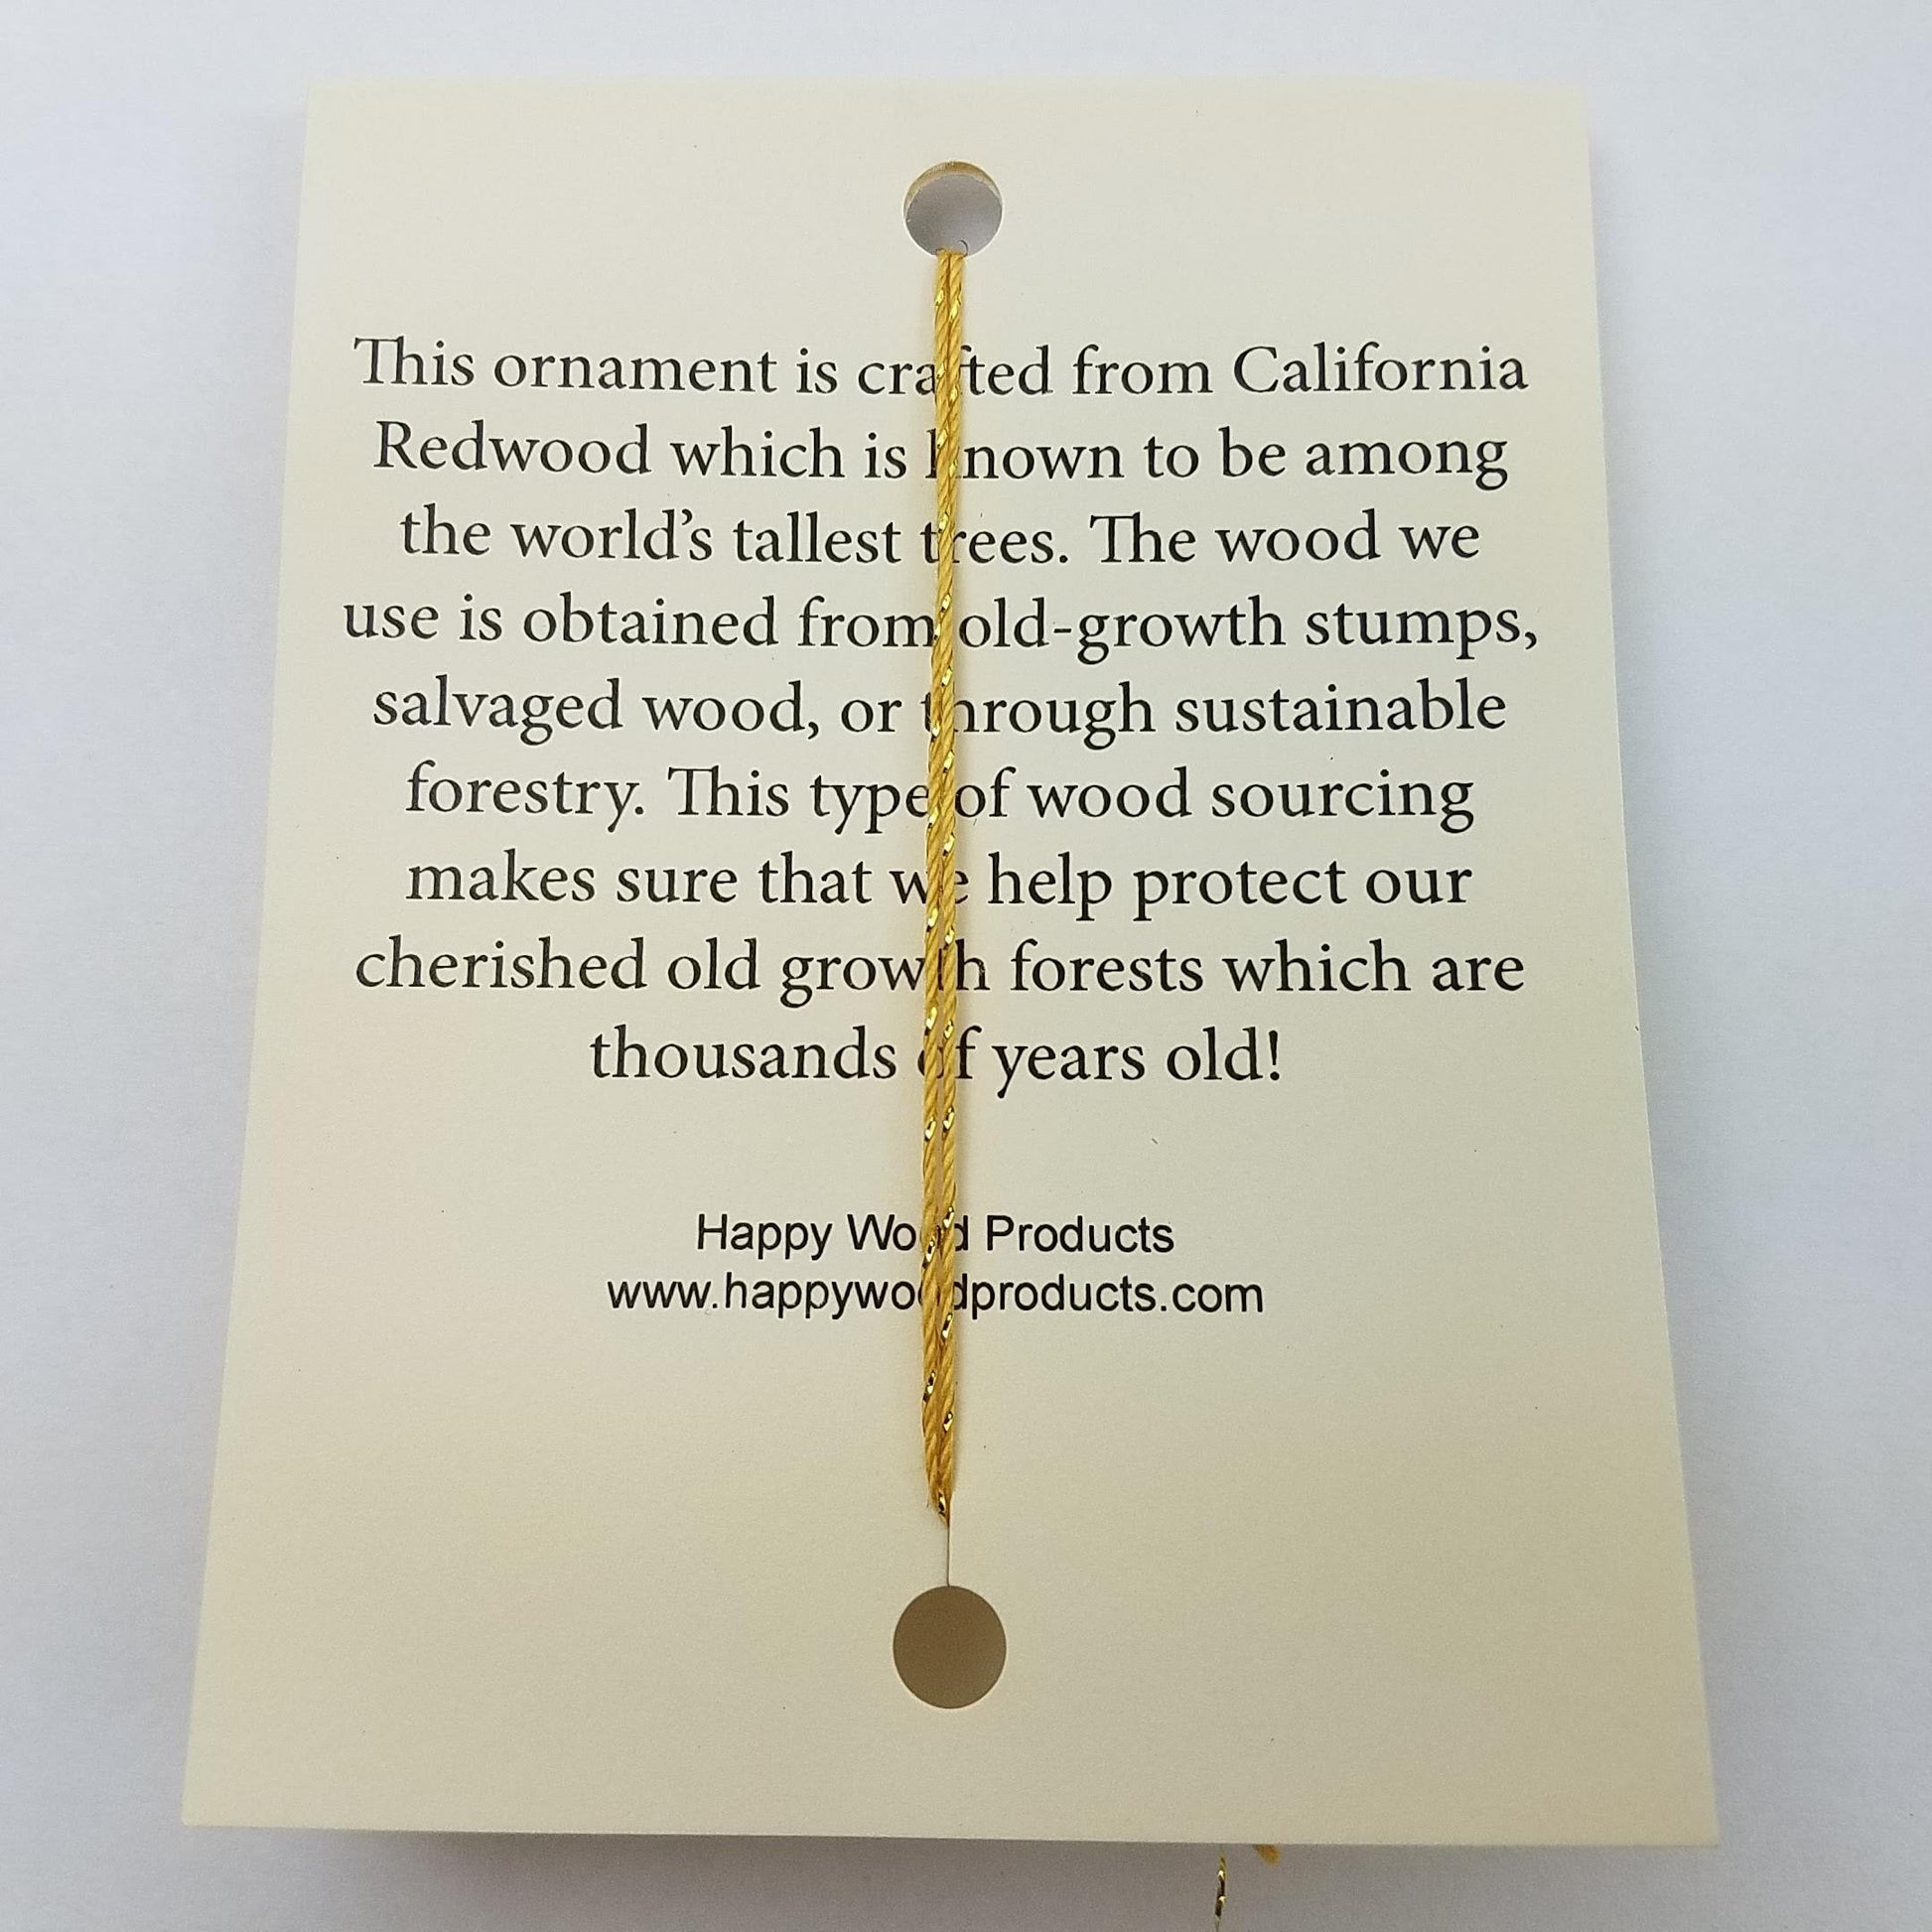 This ornament is crafted from California
Redwood which is known to be among
the world's tallest trees. The wood we
use is obtained from old-growth stumps,
salvaged wood, or through sustainable
forestry. This type of wood sourcing
makes sure that we help protect our
cherished old growth forests which are
thousands of years old!
Happy Wood Products
www.happywoodproducts.com